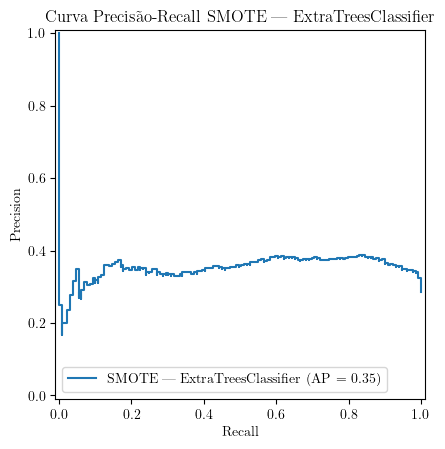 Curva Precisão-Recall SMOTE — ExtraTreesClassifier
1.0
0.8
0.6
0.4
0.2
0.0
Precision
SMOTE — ExtraTreesClassifier (AP = 0.35)
0.0 0.2 0.4 0.6 0.8 1.0
Recall